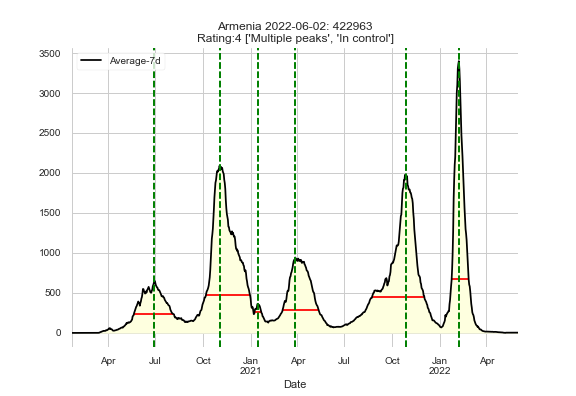 Armenia 2022-06-02: 422963
Rating:4 ['Multiple peaks', 'In control']
Average-7d
3500
3000
2500
2000
1500
1000
500
0
Apr Jul Oct Jan Apr Jul Oct Jan Apr
2021 2022
Date